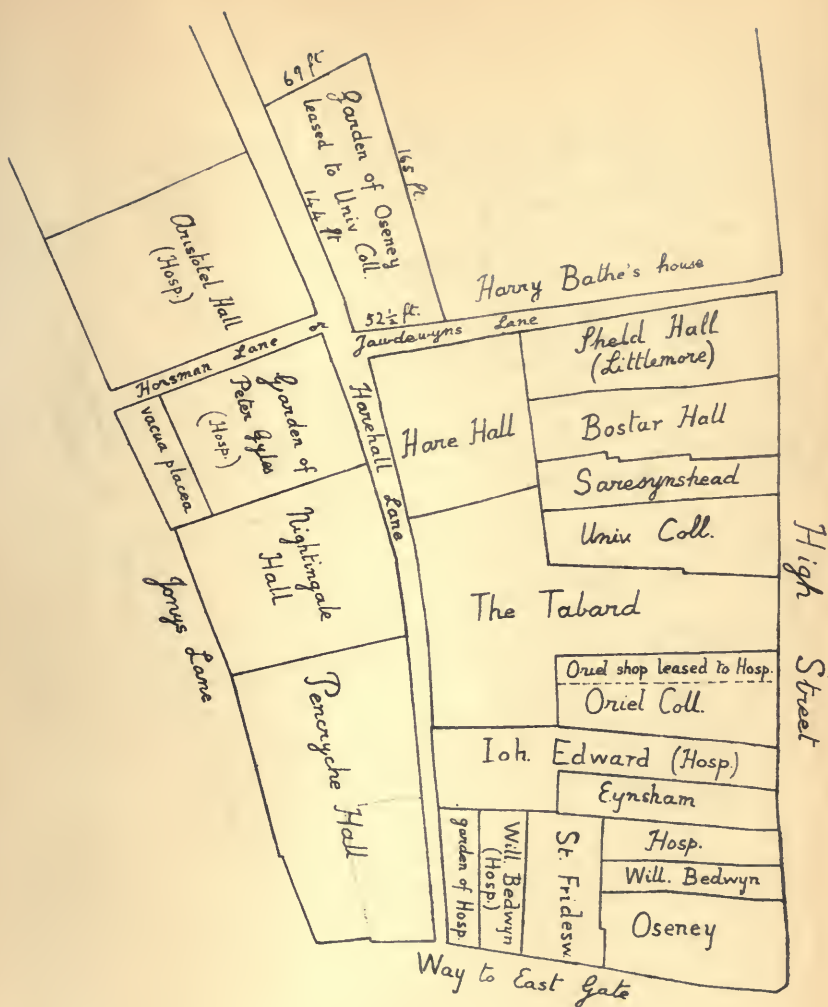 69 ft
Garden of Oseney
leased to Univ Coll.
165 ft.
144 ft
52½ ft.
Harry Bathe's house
Aristotel Hall
(Hosp.)
Horsman Lane
Jawdewyns Lane
Sheld Hall
(Littlemore)
Garden of
Peter Gyles
(Hosp.)
vacua placea
Harehall Lane
Hare Hall
Bostar Hall
Saresynshead
Univ. Coll.
High Street
Nightingale
Hall
Jonys Lane
The Tabard
Oriel shop leased to Hosp.
Oriel Coll.
Pencryche Hall
Ioh. Edward (Hosp.)
Eynsham
garden of Hosp.
Will. Bedwyn
(Hosp.)
St. Fridesw.
Hosp.
Will. Bedwyn
Oseney
Way to East Gate